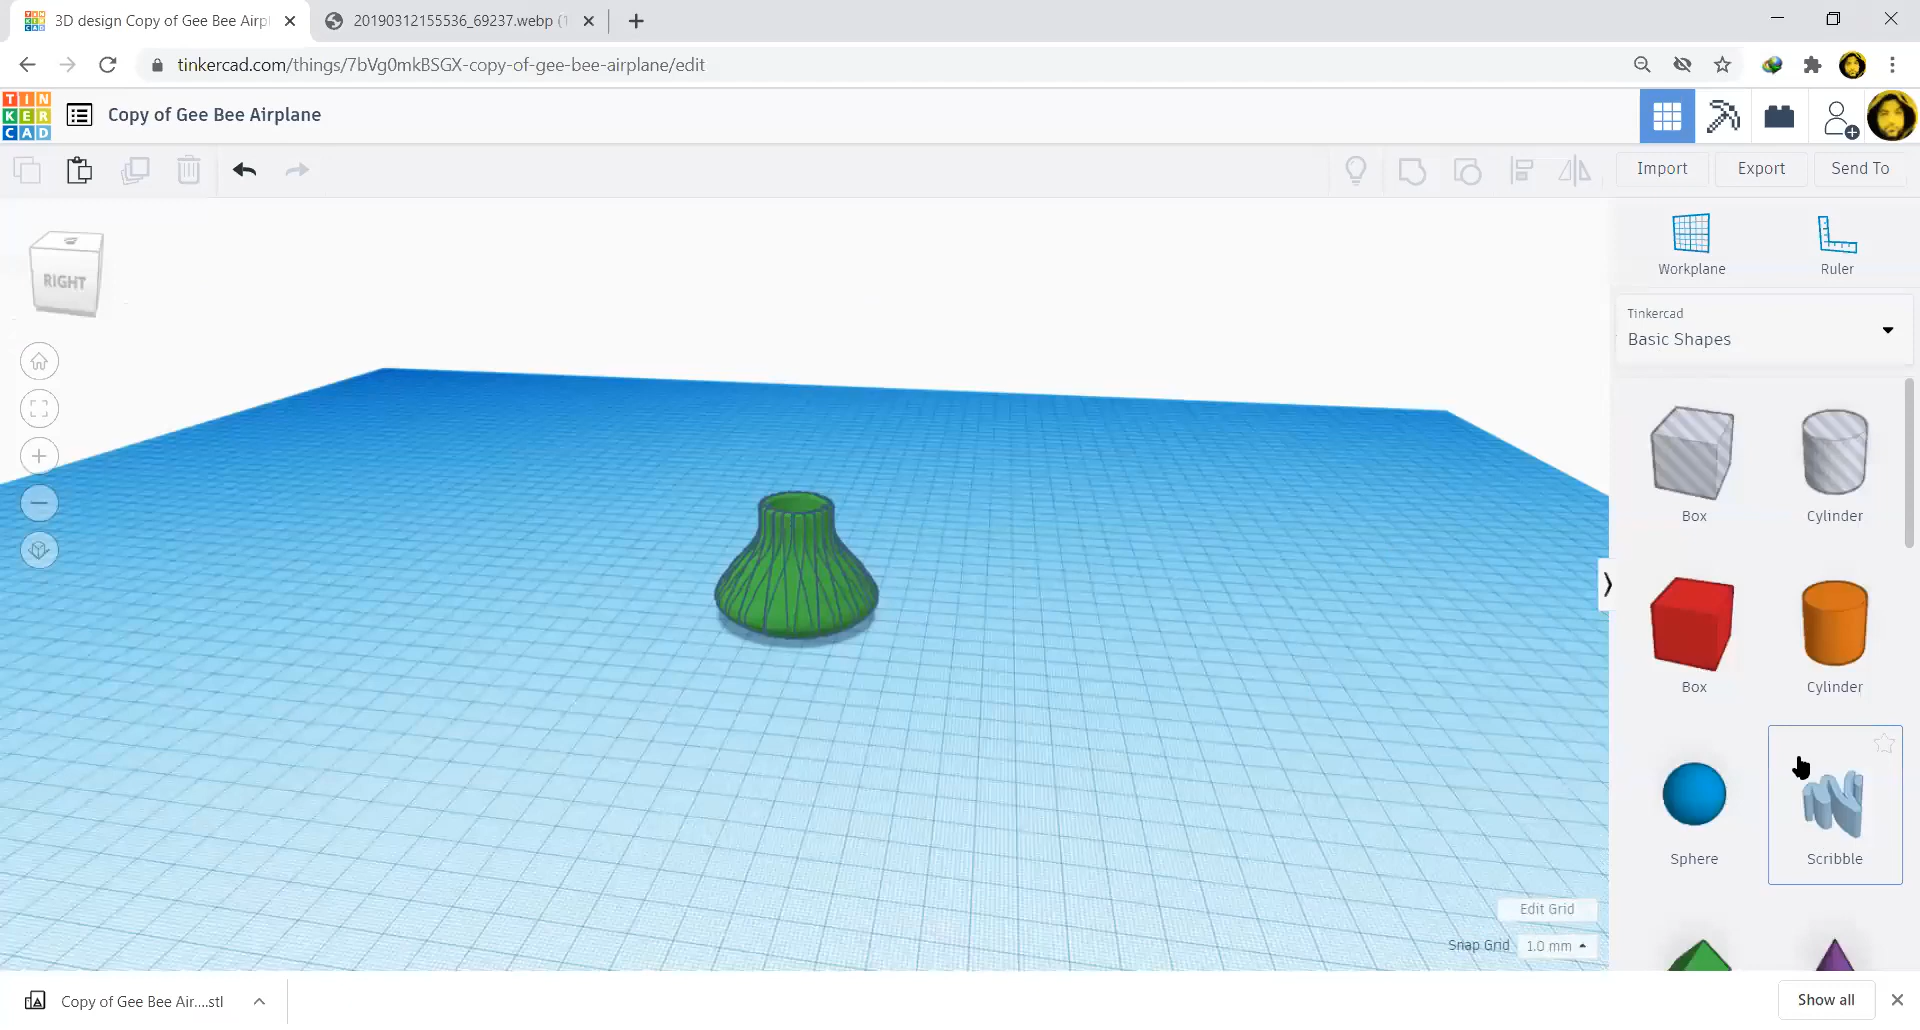 3D design Copy of Gee Bee Airpl
20190312155536_69237.webp (1
tinkercad.com/things/7bVg0mkBSGX-copy-of-gee-bee-airplane/edit
TIN
KER
CAD
Copy of Gee Bee Airplane
Import
Export
Send To
RIGHT
Workplane
Ruler
Tinkercad
Basic Shapes
Box
Cylinder
Box
Cylinder
Sphere
Scribble
Edit Grid
Snap Grid
1.0 mm
Copy of Gee Bee Air....stl
Show all